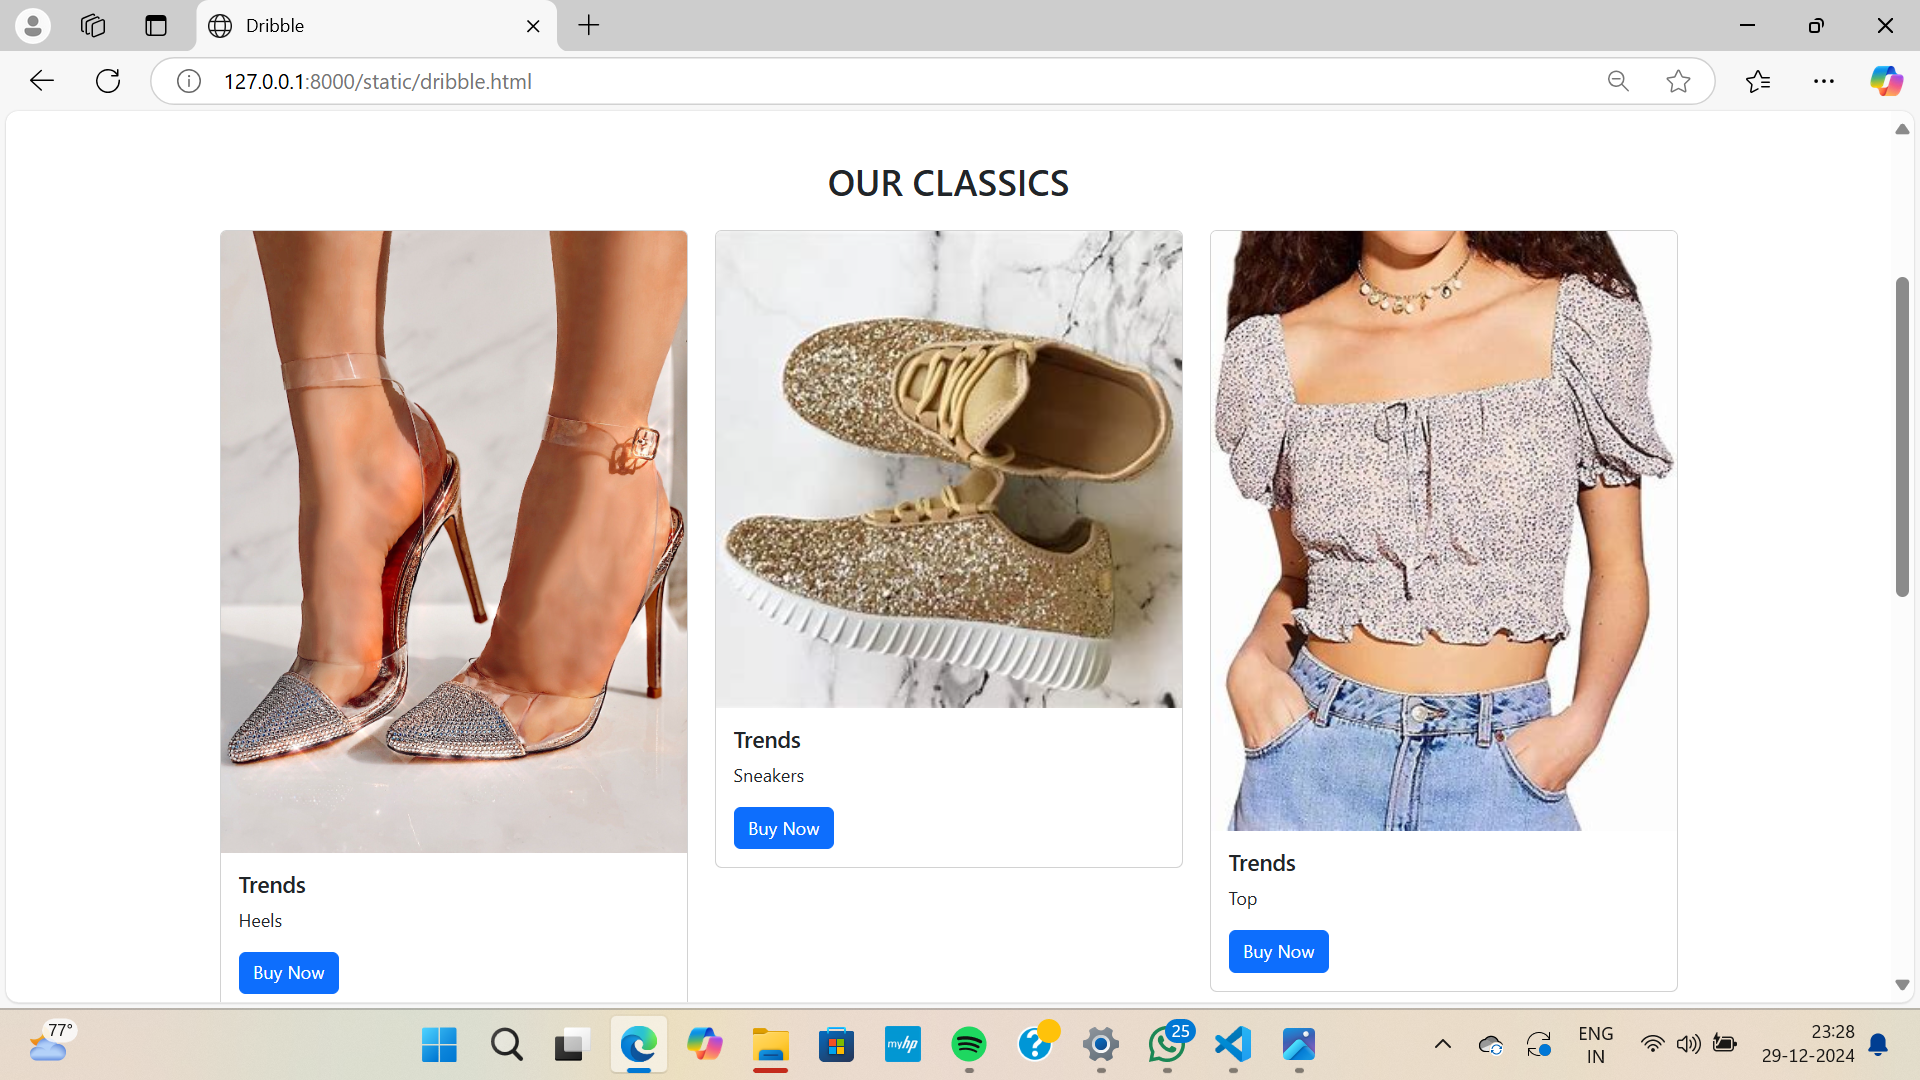 Dribble
127.0.0.1:8000/static/dribble.html
OUR CLASSICS
Trends
Heels
Buy Now
Trends
Sneakers
Buy Now
Trends
Top
Buy Now
77°
myhp
25
ENG
IN
23:28
29-12-2024